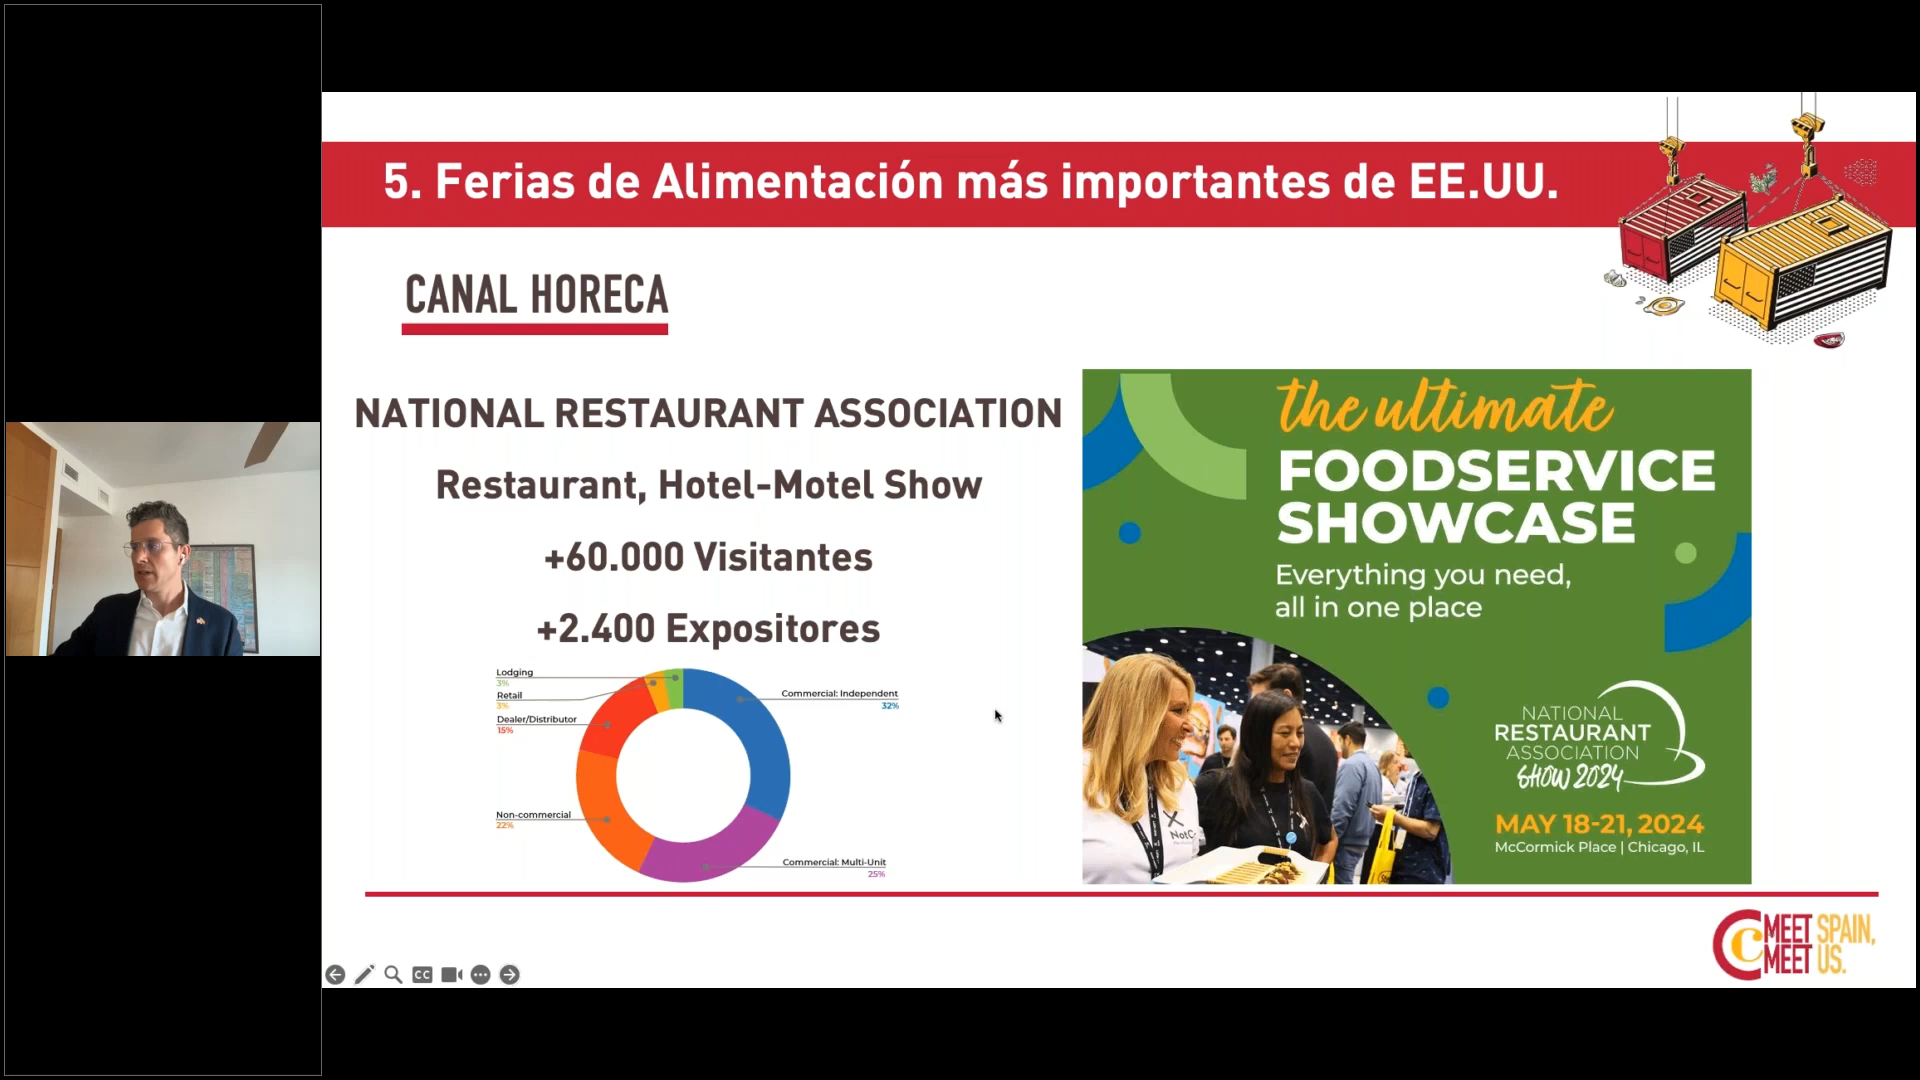 5. Ferias de Alimentación más importantes de EE.UU.
CANAL HORECA
NATIONAL RESTAURANT ASSOCIATION
Restaurant, Hotel-Motel Show
+60.000 Visitantes
+2.400 Expositores
Lodging
3%
Retail
3%
Dealer/Distributor
15%
Non-commercial
22%
Commercial: Independent
32%
Commercial: Multi-Unit
25%
the ultimate
FOODSERVICE
SHOWCASE
Everything you need,
all in one place
NATIONAL
RESTAURANT
ASSOCIATION
SHOW 2024
MAY 18-21, 2024
McCormick Place | Chicago, IL
NotC
MEET SPAIN,
MEET US.
CC